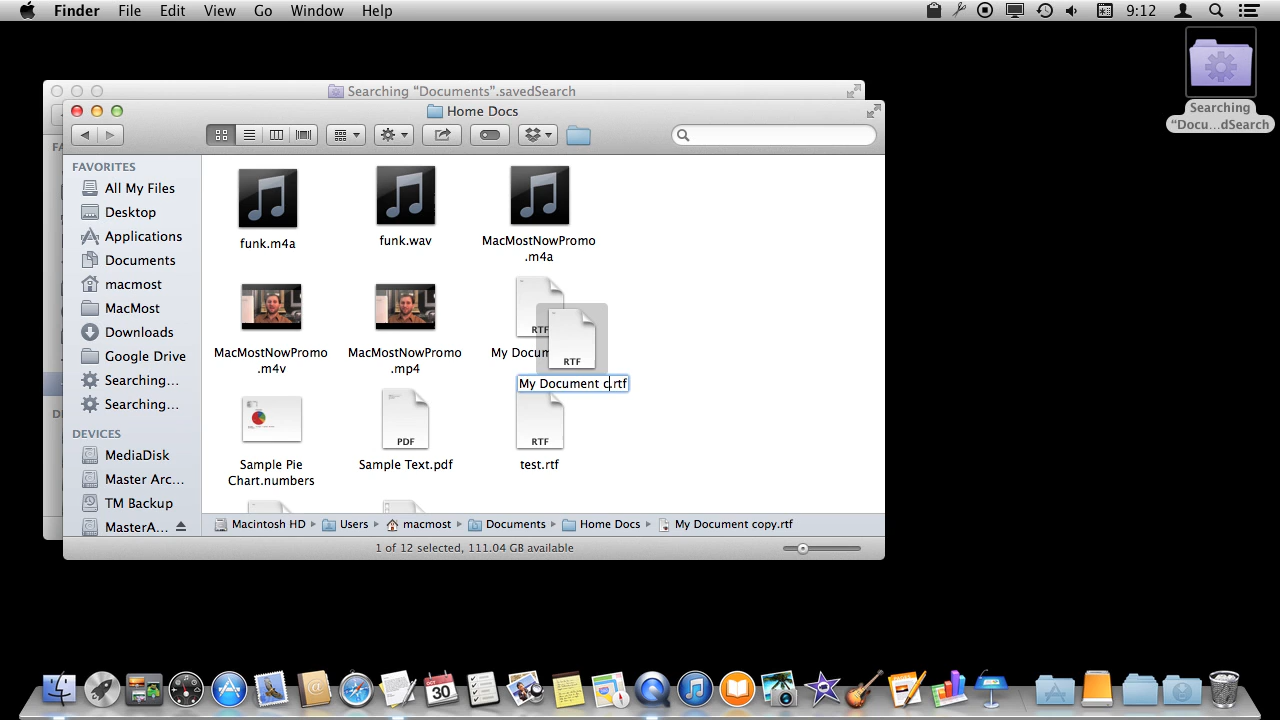 Finder File Edit View Go Window Help 9:12
Searching "Documents".savedSearch
Home Docs
Searching
"Docu...dSearch
FAVORITES
All My Files
Desktop
Applications
Documents
macmost
MacMost
Downloads
Google Drive
Searching...
Searching...
DEVICES
MediaDisk
Master Arc...
TM Backup
MasterA...
funk.m4a
funk.wav
MacMostNowPromo
.m4a
MacMostNowPromo
.m4v
MacMostNowPromo
.mp4
RTF
My Docum
RTF
My Document c.rtf
Sample Pie
Chart.numbers
PDF
Sample Text.pdf
RTF
test.rtf
Macintosh HD Users macmost Documents Home Docs My Document copy.rtf
1 of 12 selected, 111.04 GB available
30